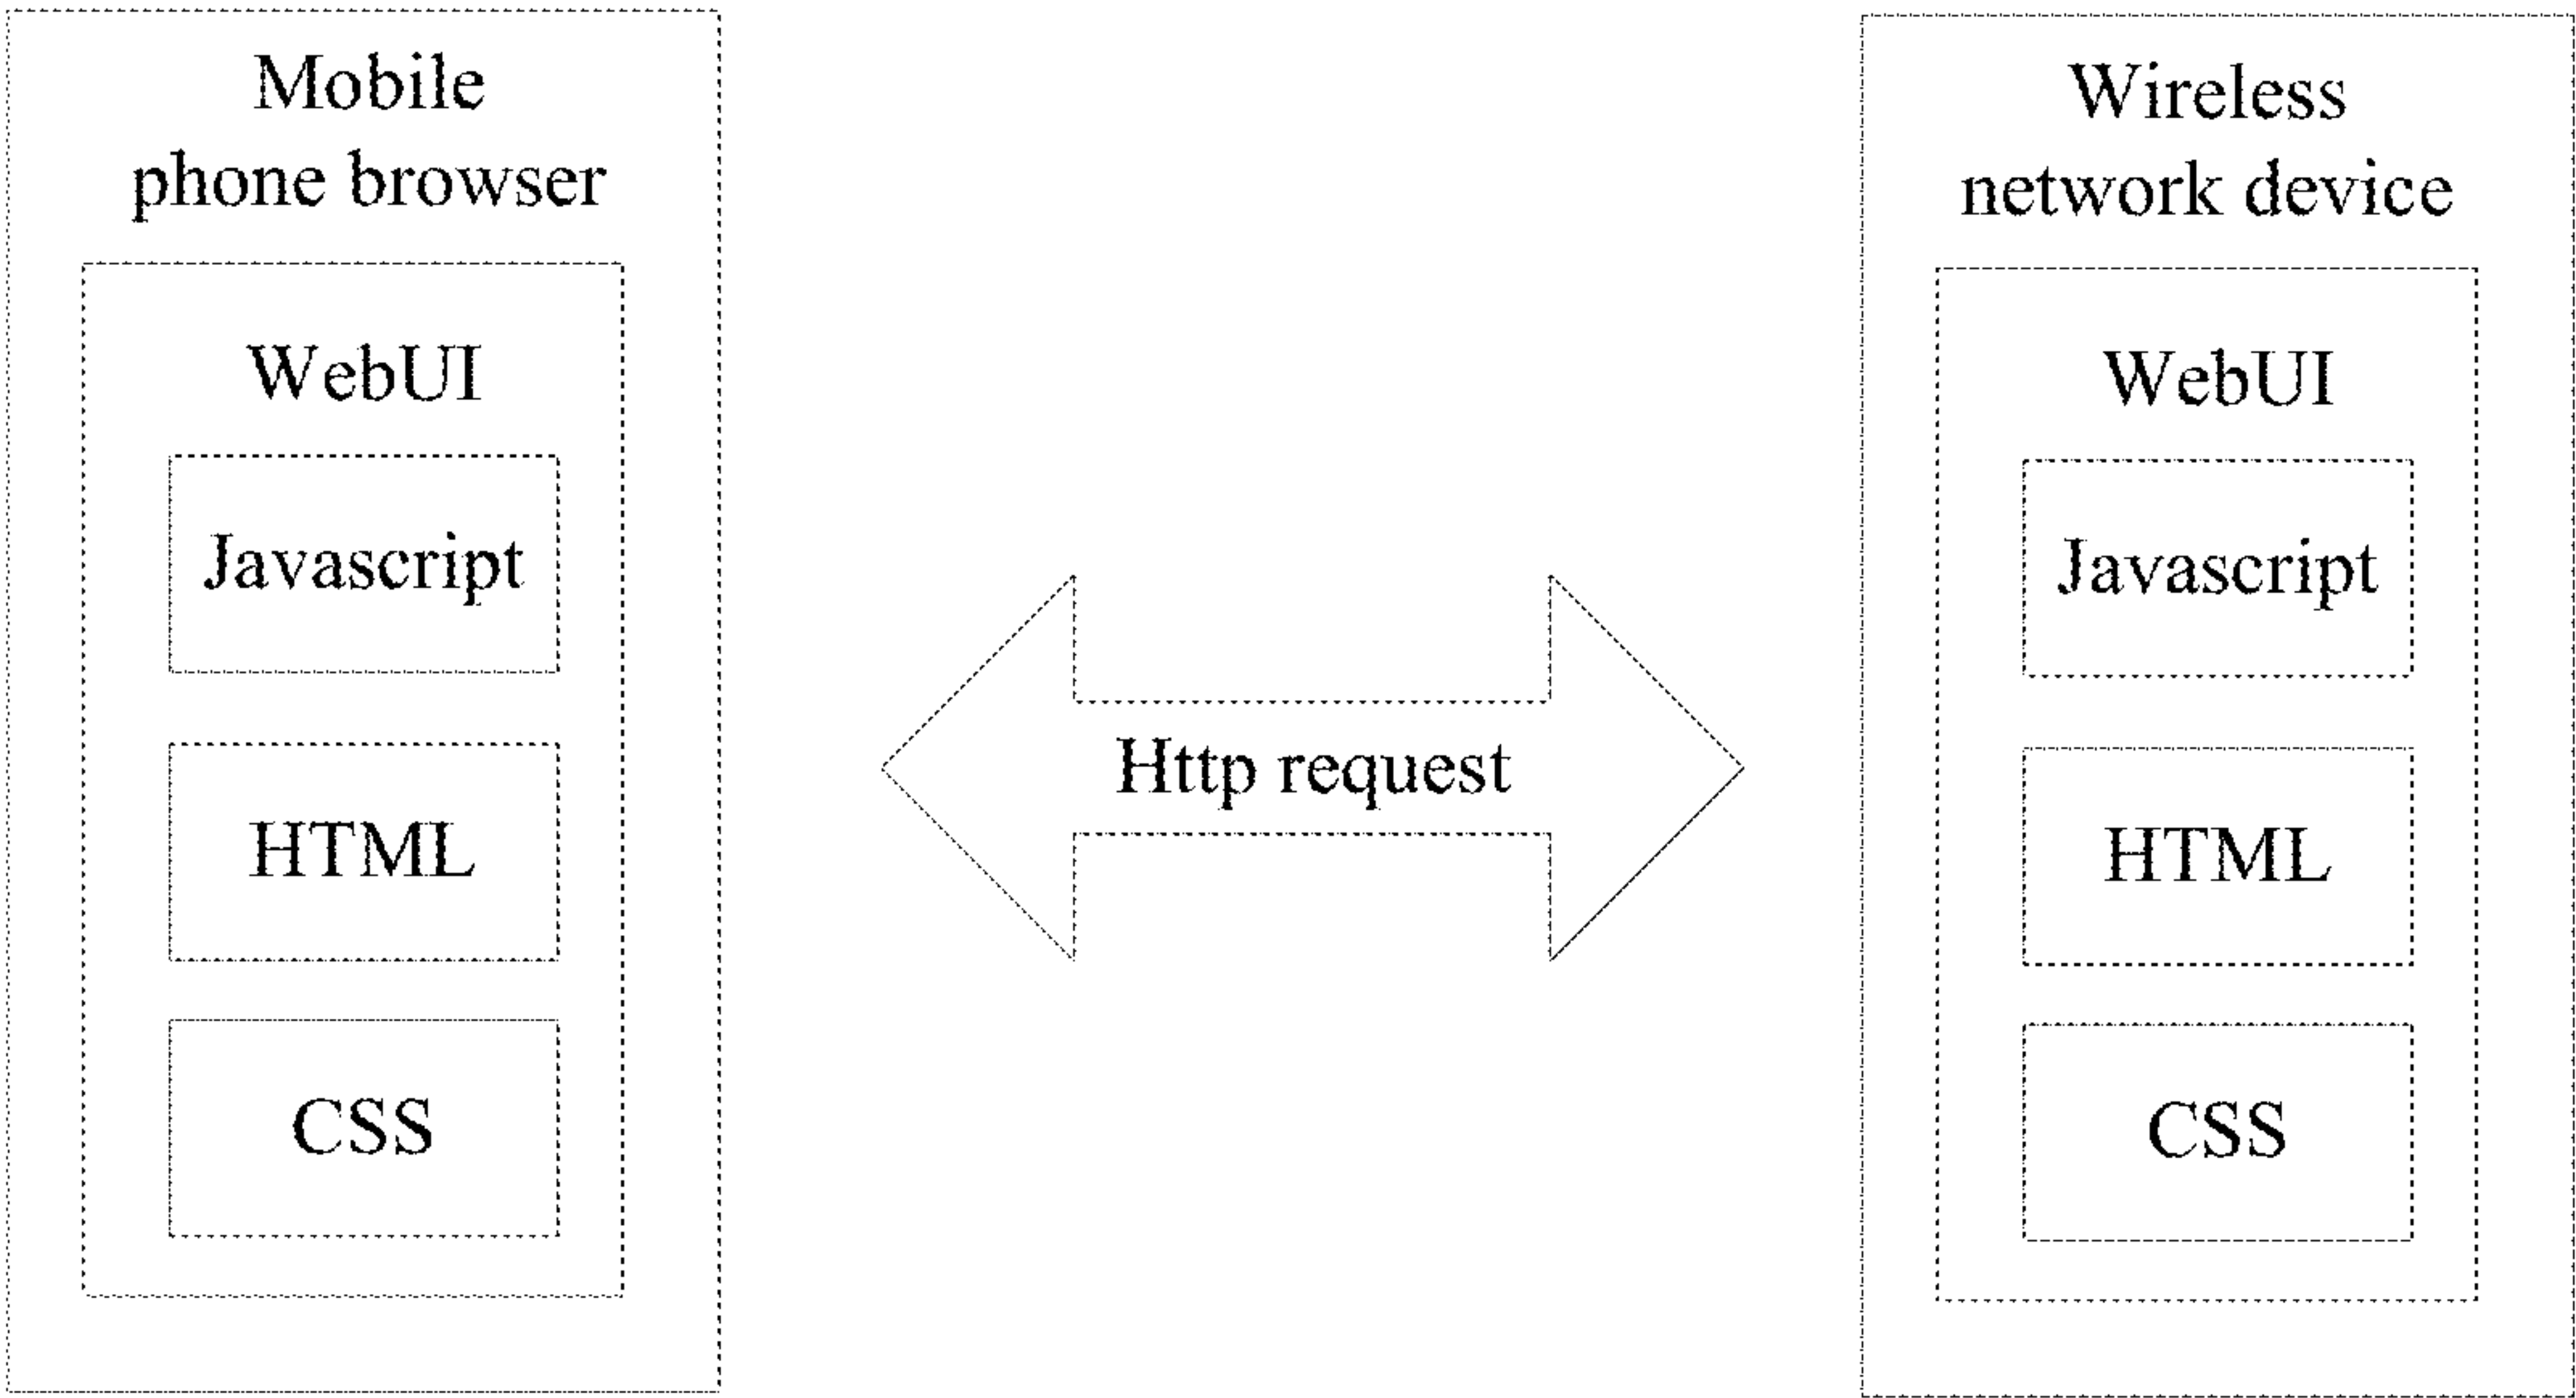 Mobile
phone browser
WebUI
Javascript
HTML
CSS
Http request
Wireless
network device
WebUI
Javascript
HTML
CSS